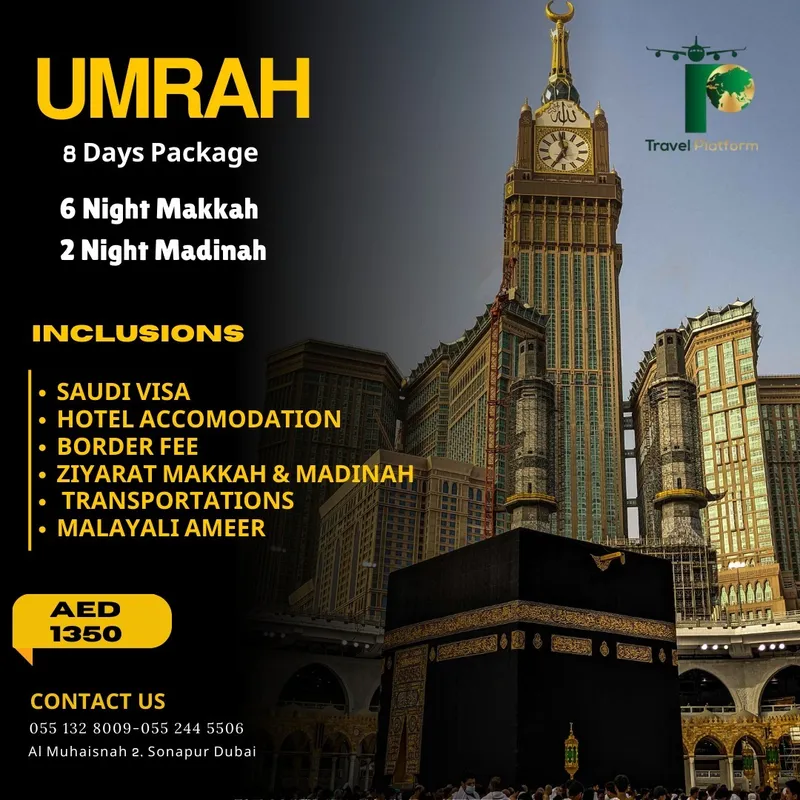 UMRAH
8 Days Package
6 Night Makkah
2 Night Madinah
Travel Platform
INCLUSIONS
• SAUDI VISA
• HOTEL ACCOMODATION
• BORDER FEE
• ZIYARAT MAKKAH & MADINAH
• TRANSPORTATIONS
• MALAYALI AMEER
AED
1350
CONTACT US
055 132 8009-055 244 5506
Al Muhaisnah 2. Sonapur Dubai
الله